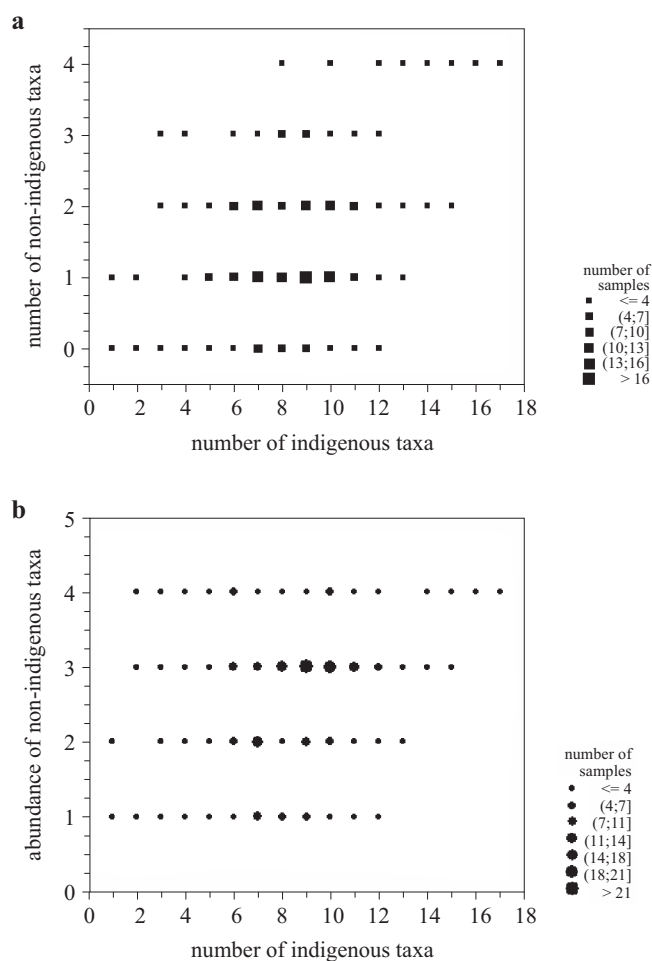 a
number of non-indigenous taxa
4
3
2
1
0
0 2 4 6 8 10 12 14 16 18
number of indigenous taxa
number of
samples
<= 4
(4;7]
(7;10]
(10;13]
(13;16]
> 16
b
abundance of non-indigenous taxa
5
4
3
2
1
0
0 2 4 6 8 10 12 14 16 18
number of indigenous taxa
number of
samples
<= 4
(4;7]
(7;11]
(11;14]
(14;18]
(18;21]
> 21